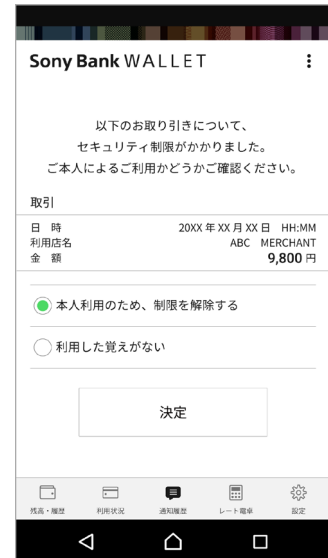 Sony Bank WALLET
以下のお取り引きについて、
セキュリティ制限がかかりました。
ご本人によるご利用かどうかご確認ください。
取引
日 時 20XX 年 XX 月 XX 日 HH:MM
利用店名 ABC MERCHANT
金 額 9,800 円
本人利用のため、制限を解除する
利用した覚えがない
決定
残高・履歴 利用状況 通知履歴 レート電卓 設定